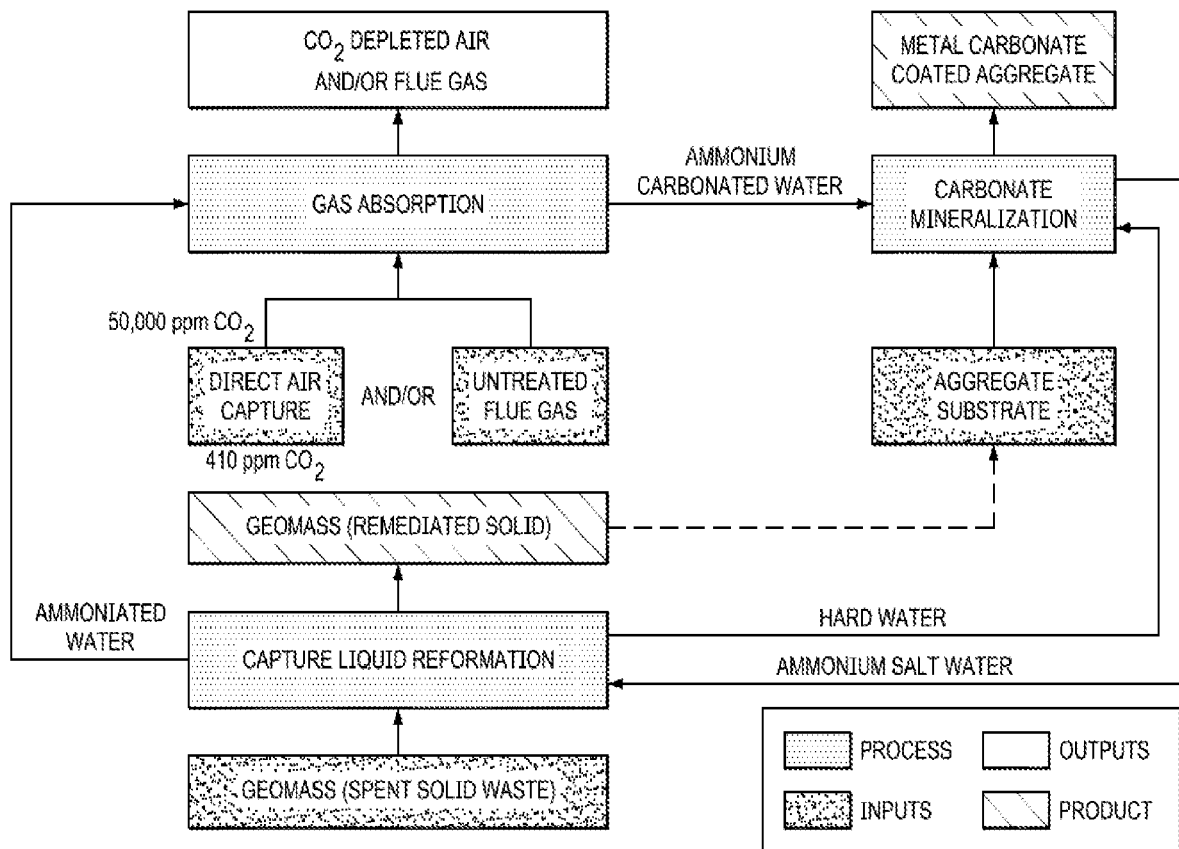 CO2 DEPLETED AIR
AND/OR FLUE GAS
METAL CARBONATE
COATED AGGREGATE
GAS ABSORPTION
AMMONIUM
CARBONATED WATER
CARBONATE
MINERALIZATION
50,000 ppm CO2
DIRECT AIR
CAPTURE
AND/OR
UNTREATED
FLUE GAS
AGGREGATE
SUBSTRATE
410 ppm CO2
GEOMASS (REMEDIATED SOLID)
AMMONIATED
WATER
CAPTURE LIQUID REFORMATION
HARD WATER
AMMONIUM SALT WATER
GEOMASS (SPENT SOLID WASTE)
PROCESS
OUTPUTS
INPUTS
PRODUCT